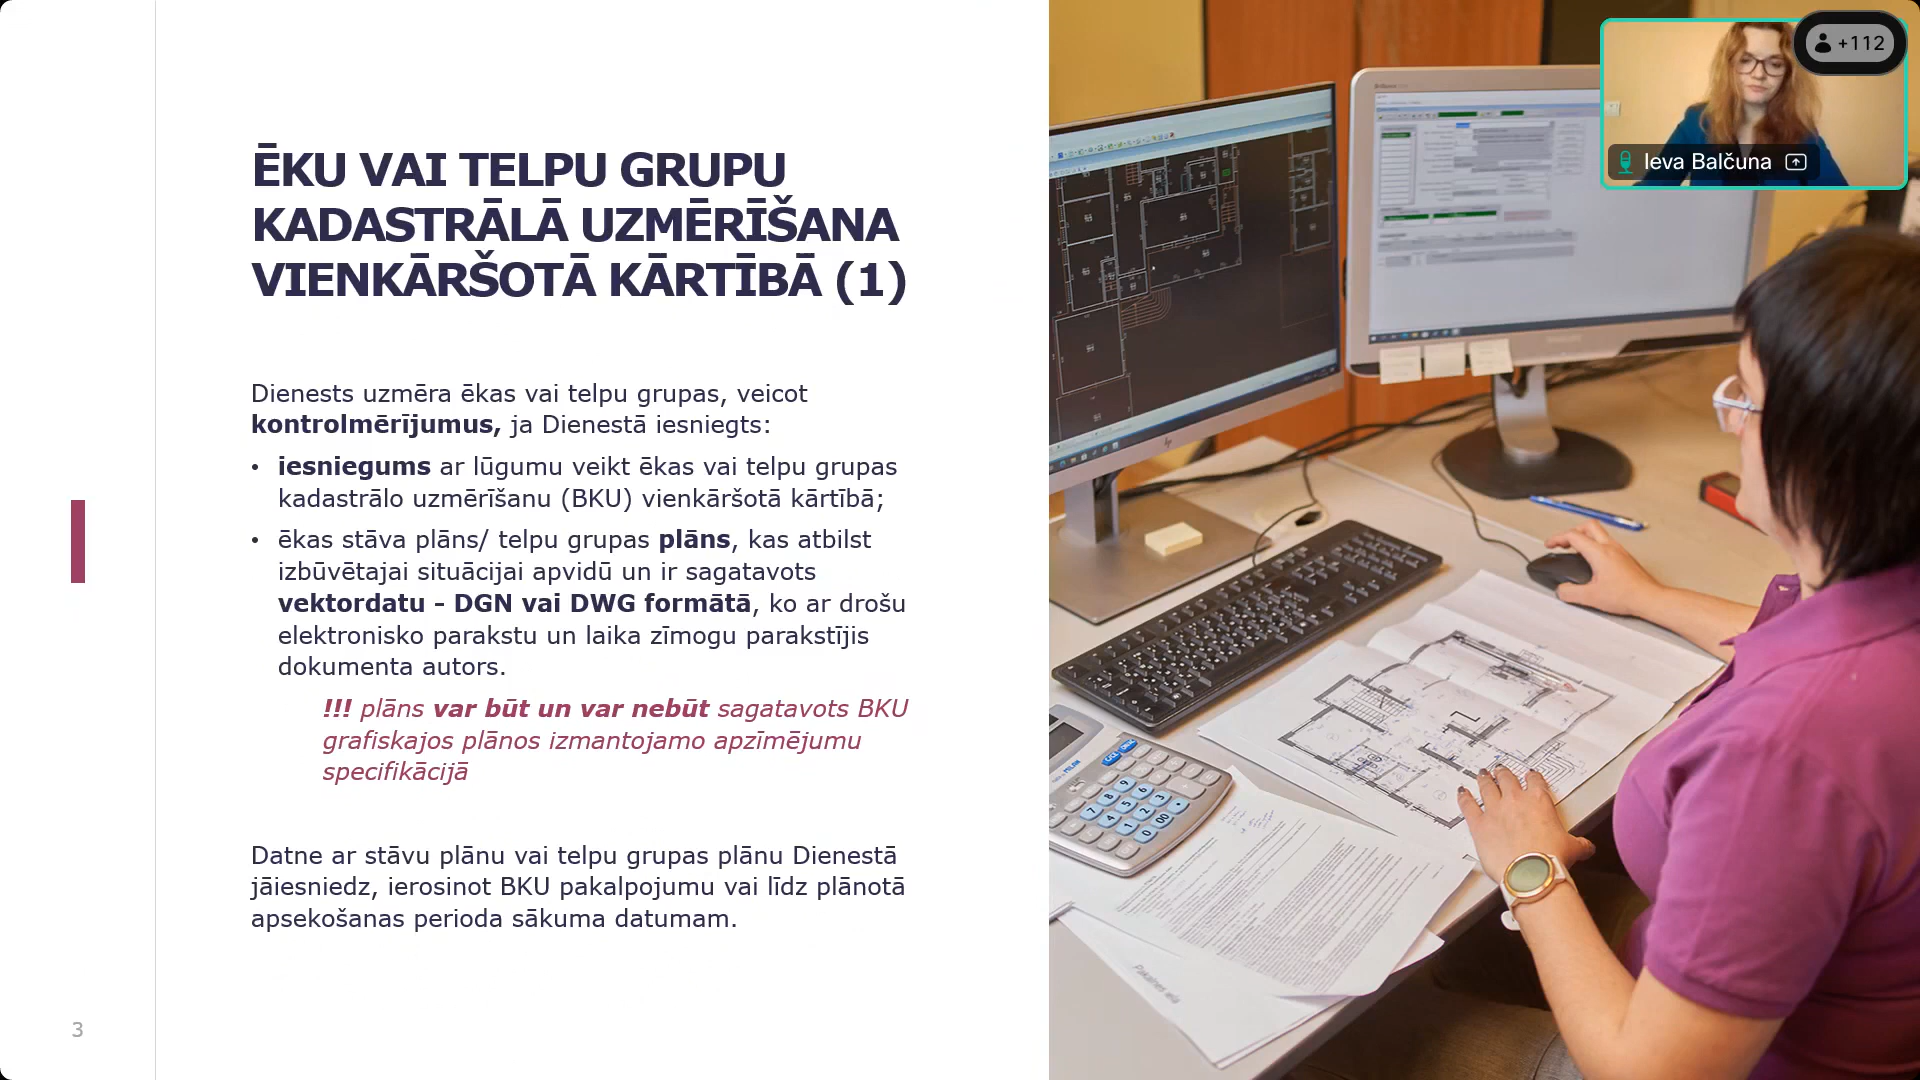 +112
Ieva Balčuna
ĒKU VAI TELPU GRUPU
KADASTRĀLĀ UZMĒRĪŠANA
VIENKĀRŠOTĀ KĀRTĪBĀ (1)
Dienests uzmēra ēkas vai telpu grupas, veicot
kontrolmērījumus, ja Dienestā iesniegts:
• iesniegums ar lūgumu veikt ēkas vai telpu grupas
kadastrālo uzmērīšanu (BKU) vienkāršotā kārtībā;
• ēkas stāva plāns/ telpu grupas plāns, kas atbilst
izbūvētajai situācijai apvidū un ir sagatavots
vektordatu – DGN vai DWG formātā, ko ar drošu
elektronisko parakstu un laika zīmogu parakstījis
dokumenta autors.
!!! plāns var būt un var nebūt sagatavots BKU
grafiskajos plānos izmantojamo apzīmējumu
specifikācijā
Datne ar stāvu plānu vai telpu grupas plānu Dienestā
jāiesniedz, ierosinot BKU pakalpojumu vai līdz plānotā
apsekošanas perioda sākuma datumam.
3